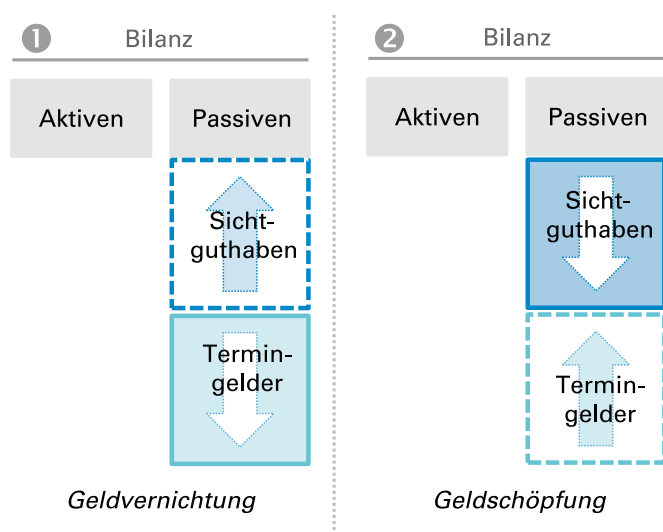 1 Bilanz
Aktiven Passiven
Sicht-
guthaben
Termin-
gelder
Geldvernichtung
2 Bilanz
Aktiven Passiven
Sicht-
guthaben
Termin-
gelder
Geldschöpfung